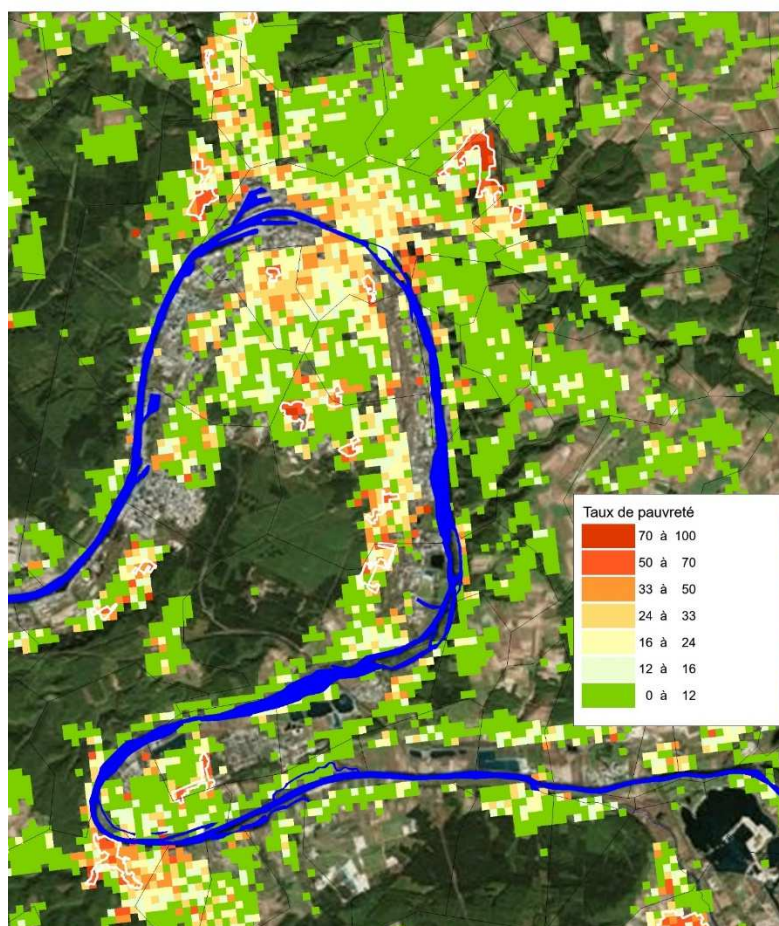 Taux de pauvreté
70 à 100
50 à 70
33 à 50
24 à 33
16 à 24
12 à 16
0 à 12